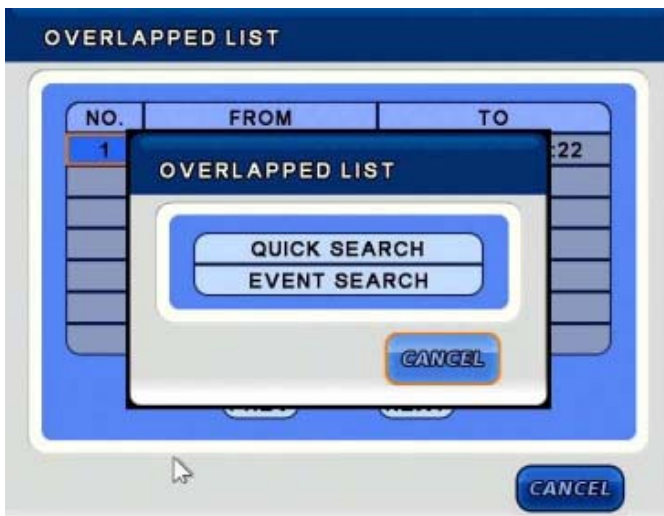 OVERLAPPED LIST
NO. FROM TO
1 :22
OVERLAPPED LIST
QUICK SEARCH
EVENT SEARCH
CANCEL
CANCEL